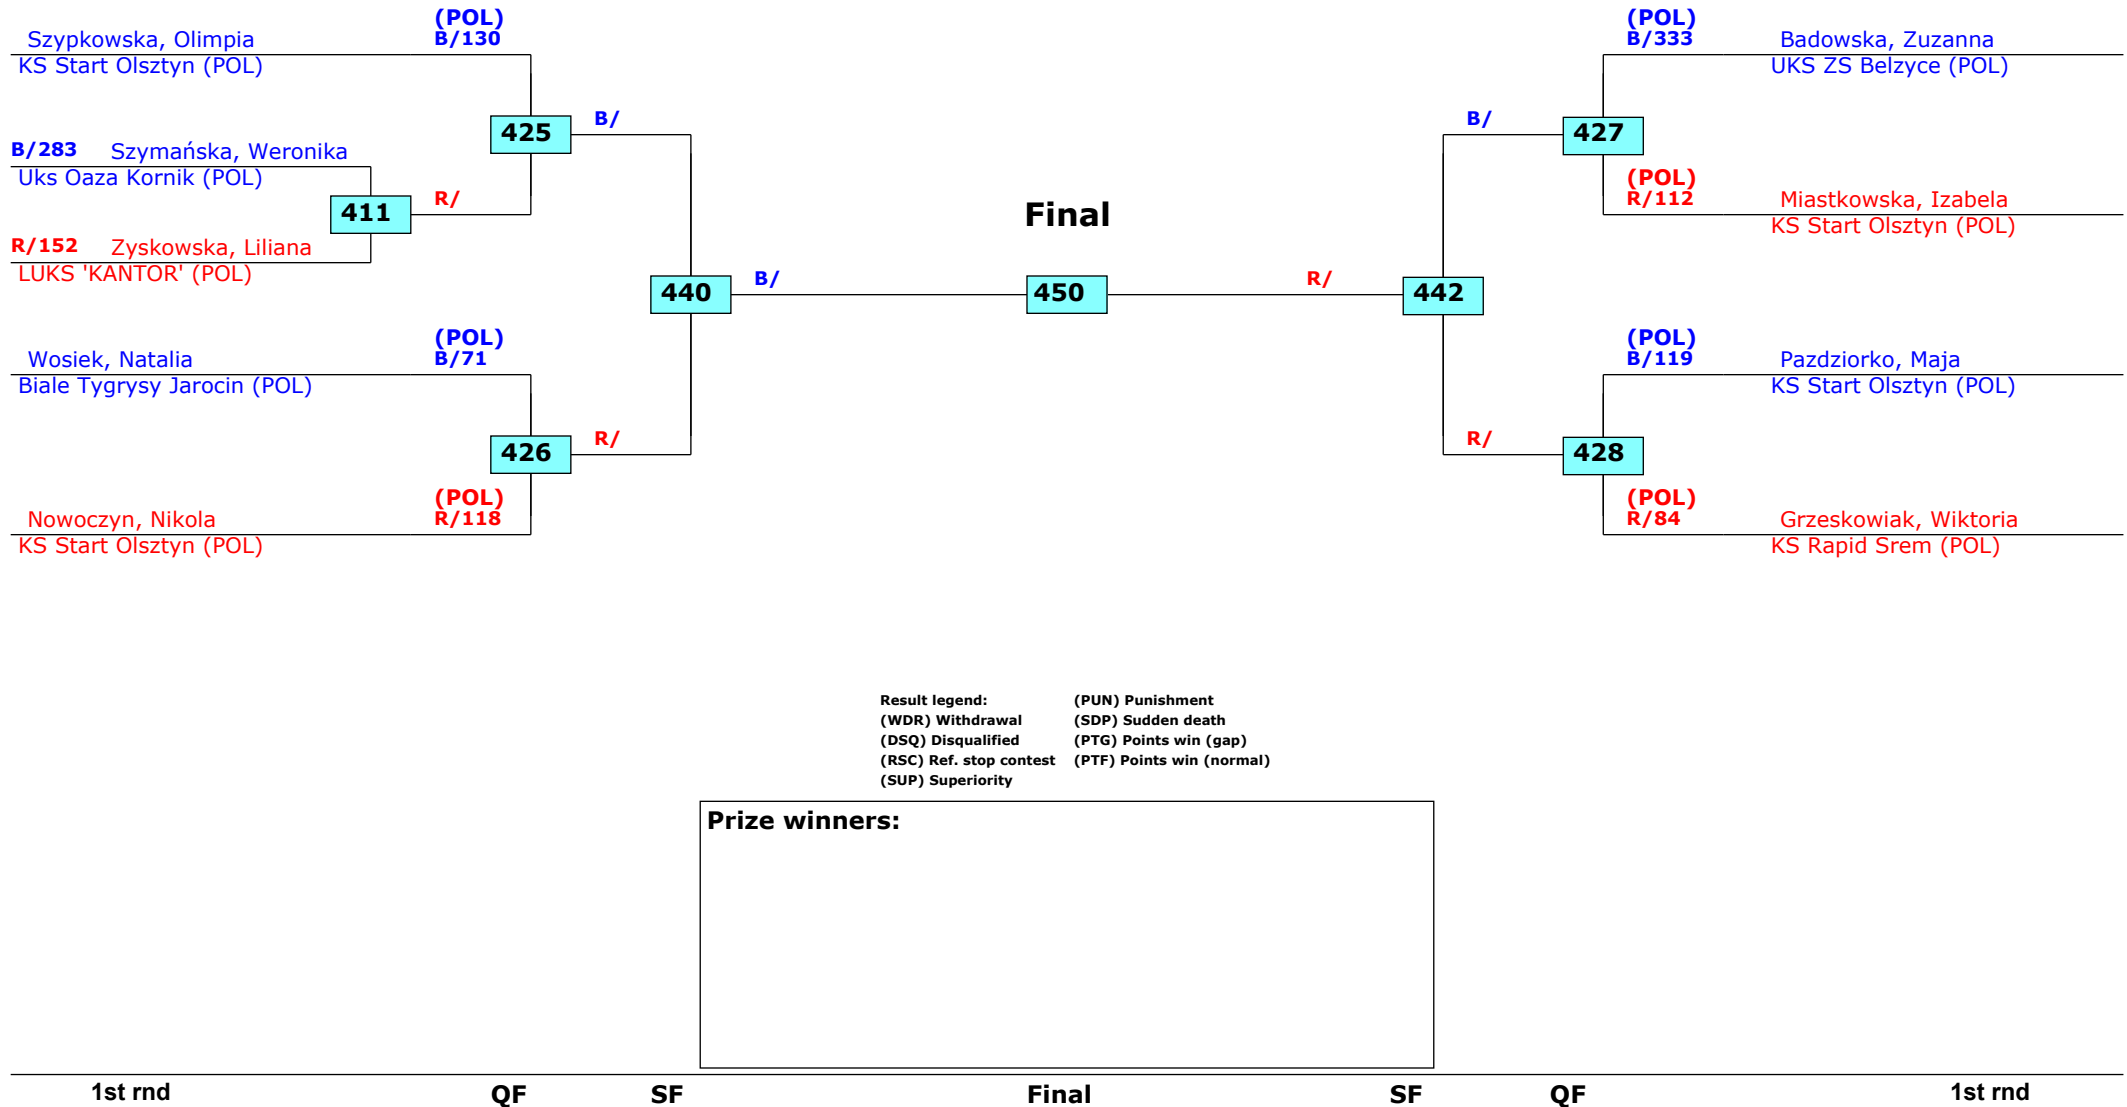 (POL)
B/130
Szypkowska, Olimpia
KS Start Olsztyn (POL)
425
B/
B/283 Szymańska, Weronika
Uks Oaza Kornik (POL)
411
R/
R/152 Zyskowska, Liliana
LUKS 'KANTOR' (POL)
440
B/
(POL)
B/71
Wosiek, Natalia
Biale Tygrysy Jarocin (POL)
426
R/
(POL)
R/118
Nowoczyn, Nikola
KS Start Olsztyn (POL)
Final
450
(POL)
B/333
Badowska, Zuzanna
UKS ZS Belzyce (POL)
B/
427
(POL)
R/112
Miastkowska, Izabela
KS Start Olsztyn (POL)
R/
442
(POL)
B/119
Pazdziorko, Maja
KS Start Olsztyn (POL)
R/
428
(POL)
R/84
Grzeskowiak, Wiktoria
KS Rapid Srem (POL)
Result legend: (PUN) Punishment
(WDR) Withdrawal (SDP) Sudden death
(DSQ) Disqualified (PTG) Points win (gap)
(RSC) Ref. stop contest (PTF) Points win (normal)
(SUP) Superiority
Prize winners:
1st rnd QF SF Final SF QF 1st rnd